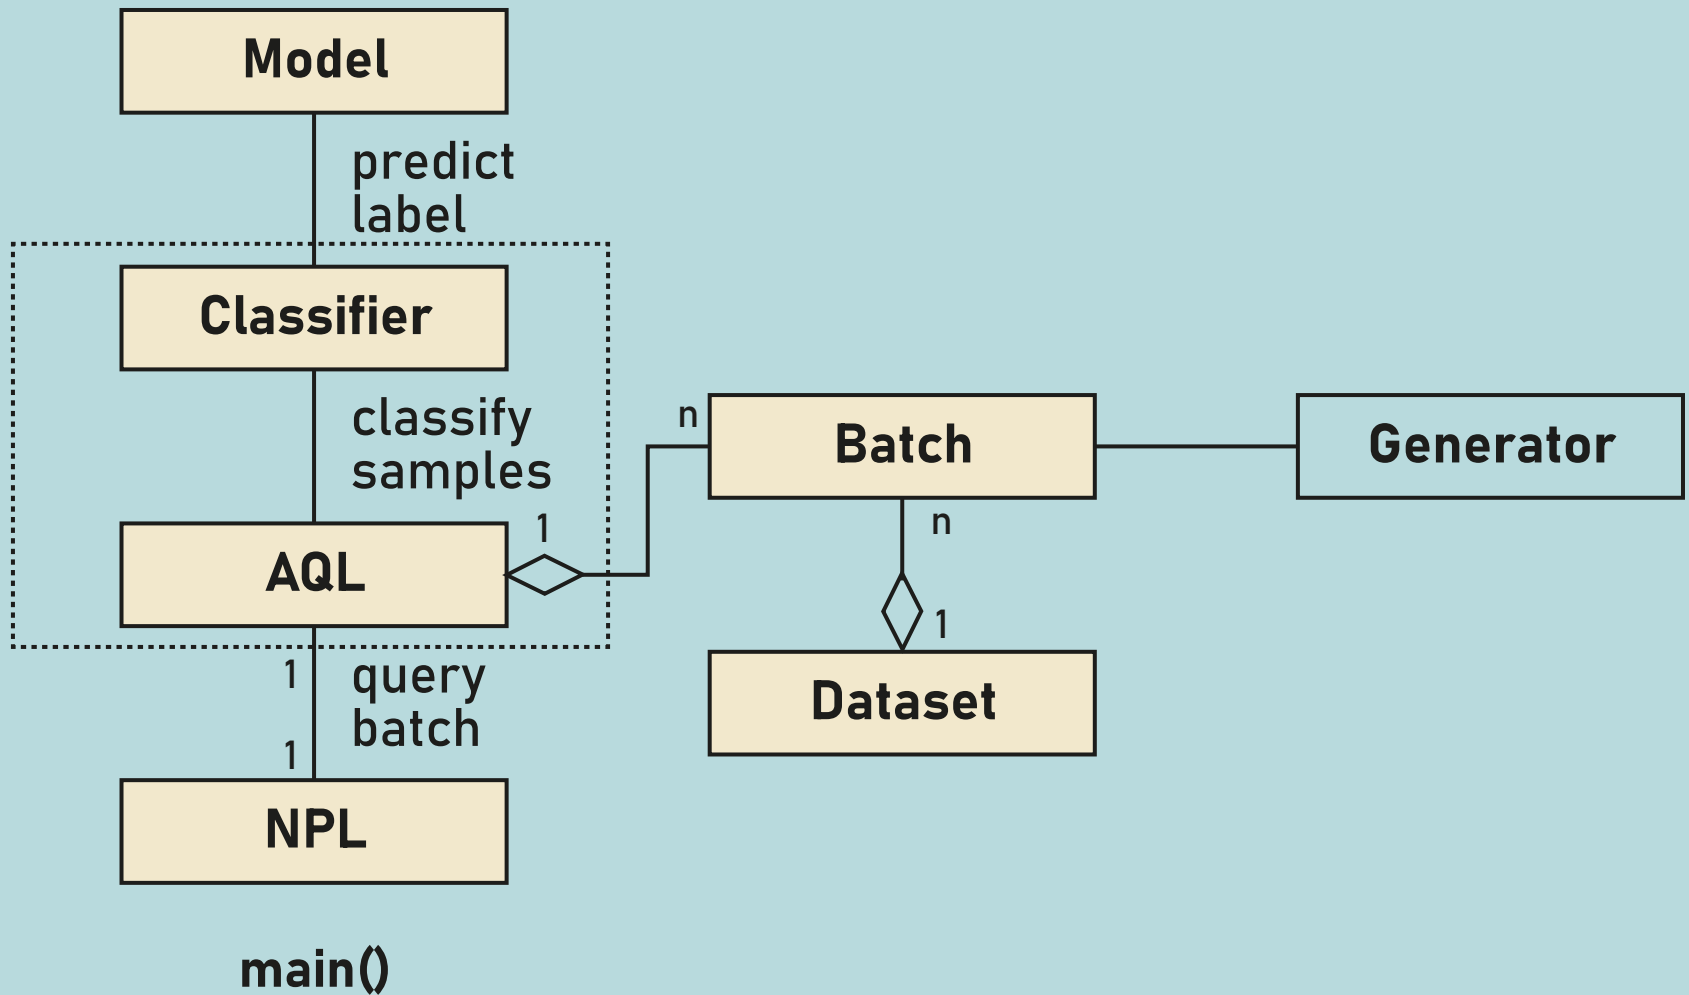 Model
predict
label
Classifier
classify
samples
n
Batch
Generator
1
n
AQL
1
Dataset
1
query
batch
1
NPL
main()